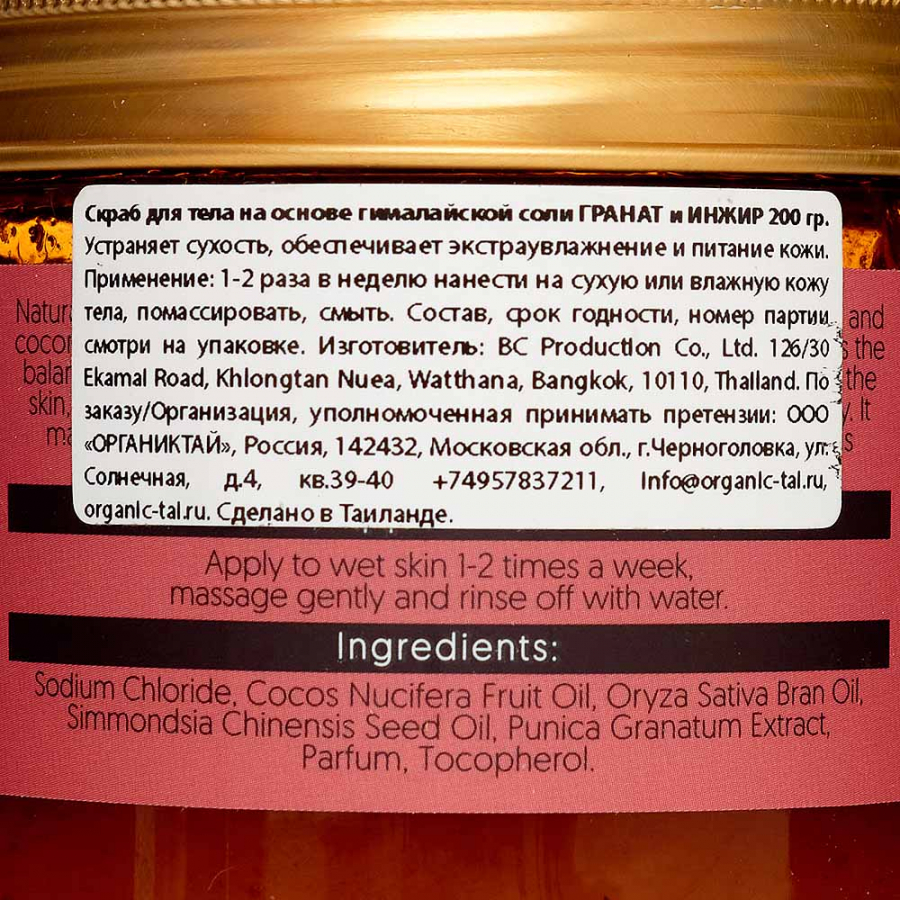 Скраб для тела на основе гималайской соли ГРАНАТ и ИНЖИР 200 гр.
Устраняет сухость, обеспечивает экстраувлажнение и питание кожи.
Применение: 1-2 раза в неделю нанести на сухую или влажную кожу
тела, помассировать, смыть. Состав, срок годности, номер партии
and
смотри на упаковке. Изготовитель: BC Production Co., Ltd. 126/30
the
Ekamal Road, Khlongtan Nuea, Watthana, Bangkok, 10110, Thailand. По
the
skin,
заказу/Организация, уполномоченная принимать претензии: ООО
It
«ОРГАНИКТАЙ», Россия, 142432, Московская обл., г.Черноголовка, ул.
Солнечная, д.4, кв.39-40 +74957837211, Info@organic-tai.ru,
organic-tai.ru. Сделано в Таиланде.
Apply to wet skin 1-2 times a week,
massage gently and rinse off with water.
Ingredients:
Sodium Chloride, Cocos Nucifera Fruit Oil, Oryza Sativa Bran Oil,
Simmondsia Chinensis Seed Oil, Punica Granatum Extract,
Parfum, Tocopherol.